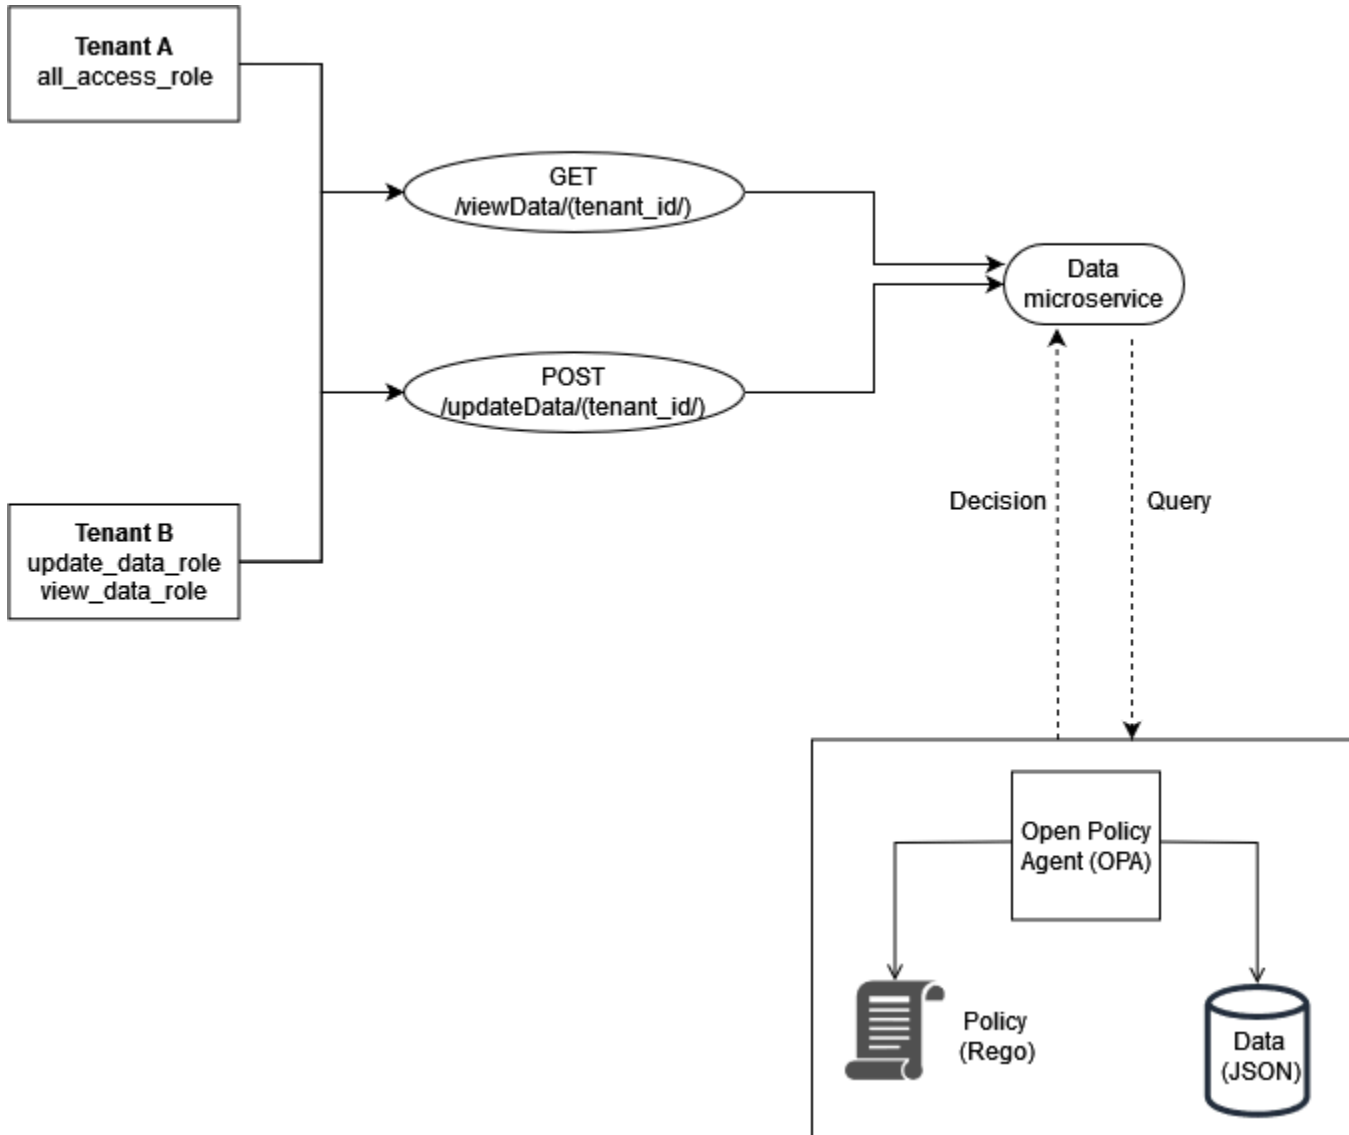 Tenant A
all_access_role
GET
/viewData/(tenant_id/)
Data
microservice
POST
/updateData/(tenant_id/)
Tenant B
update_data_role
view_data_role
Decision
Query
Open Policy
Agent (OPA)
Policy
(Rego)
Data
(JSON)